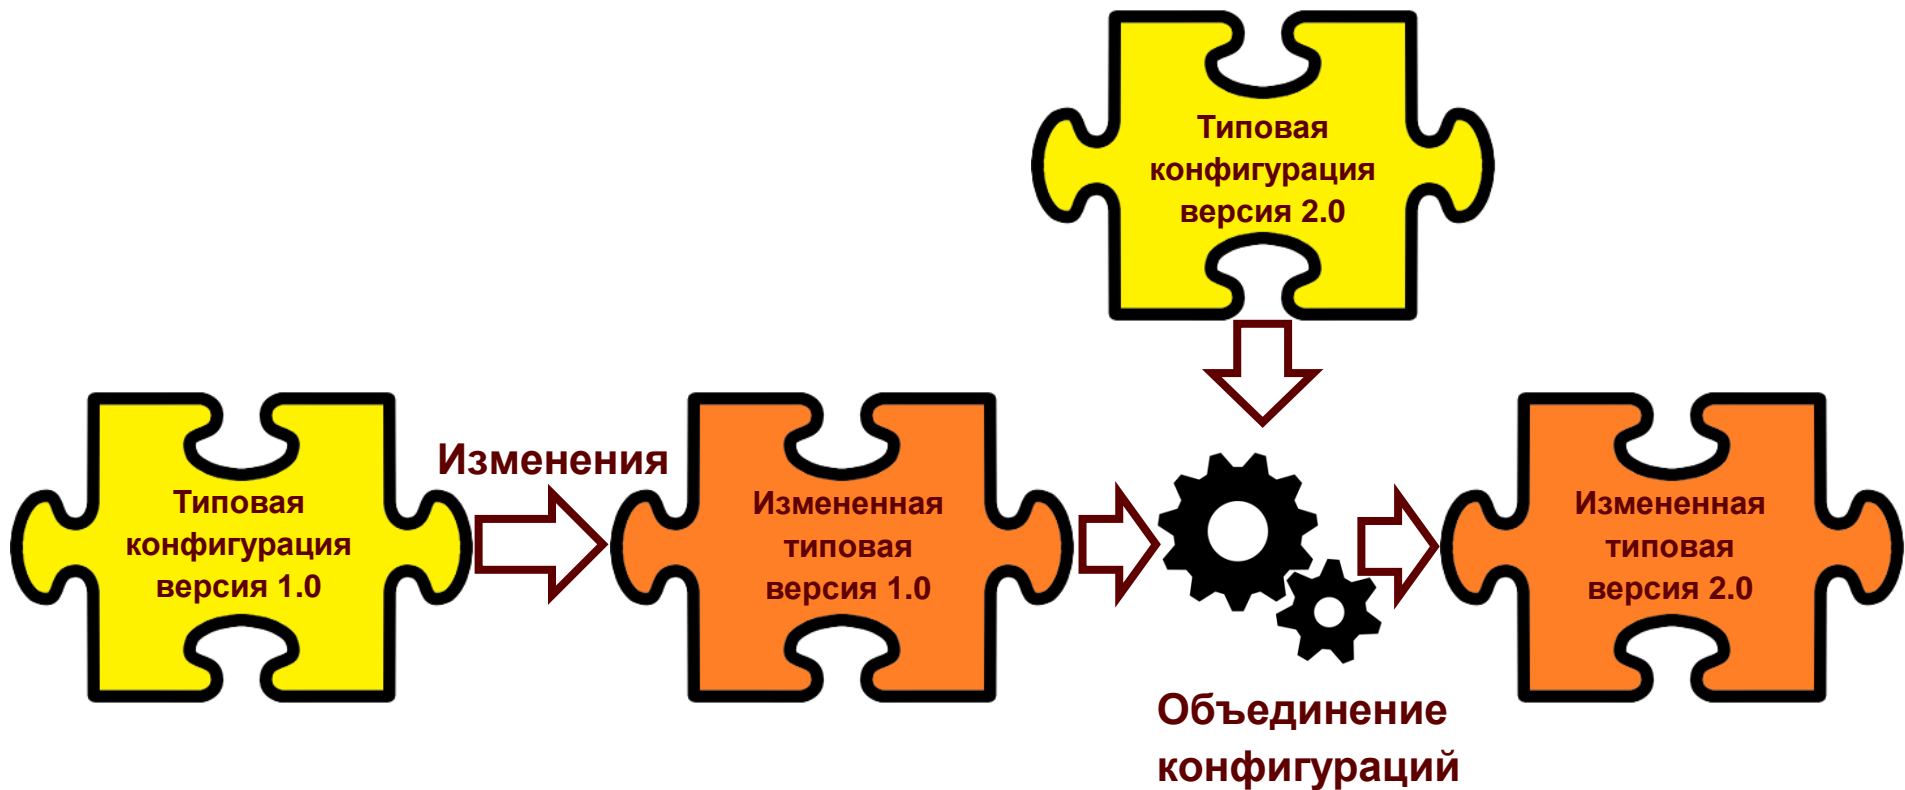 Типовая
конфигурация
версия 2.0
Изменения
Типовая
конфигурация
версия 1.0
Измененная
типовая
версия 1.0
Измененная
типовая
версия 2.0
Объединение
конфигураций